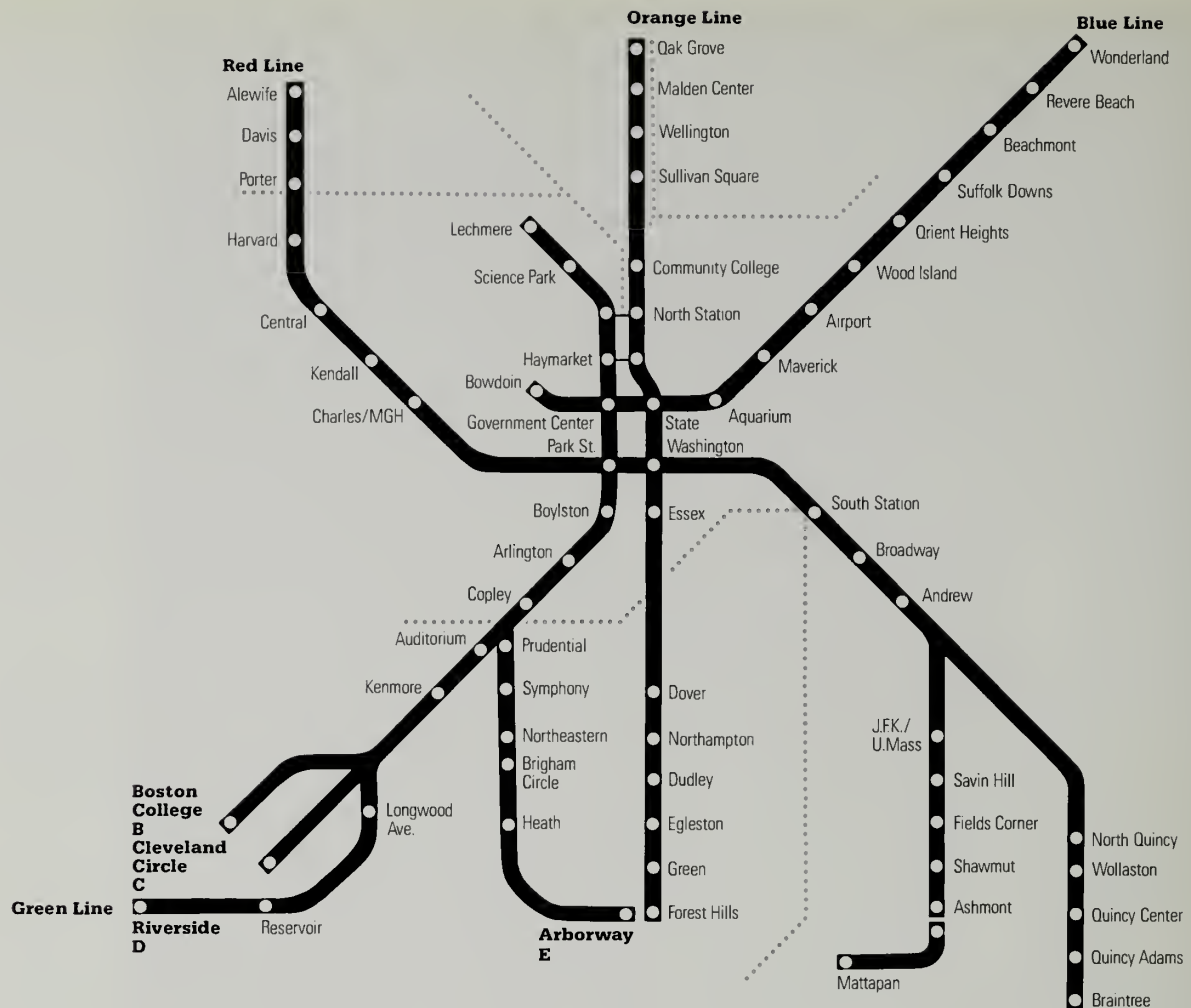 Orange Line
Blue Line
Red Line
Oak Grove
Wonderland
Alewife
Malden Center
Revere Beach
Davis
Wellington
Beachmont
Porter
Sullivan Square
Suffolk Downs
Lechmere
Harvard
Orient Heights
Science Park
Community College
Wood Island
Central
North Station
Airport
Haymarket
Kendall
Maverick
Bowdoin
Charles/MGH
Government Center
State
Aquarium
Park St.
Washington
Boylston
Essex
South Station
Arlington
Broadway
Copley
Andrew
Auditorium
Prudential
Kenmore
Symphony
Dover
Northeastern
Northampton
J.F.K./
U.Mass
Brigham
Circle
Dudley
Savin Hill
Boston
College
B
Longwood
Ave.
Heath
Egleston
Fields Corner
North Quincy
Cleveland
Circle
C
Green
Shawmut
Wollaston
Green Line
Riverside
D
Reservoir
Arborway
E
Forest Hills
Ashmont
Quincy Center
Quincy Adams
Mattapan
Braintree